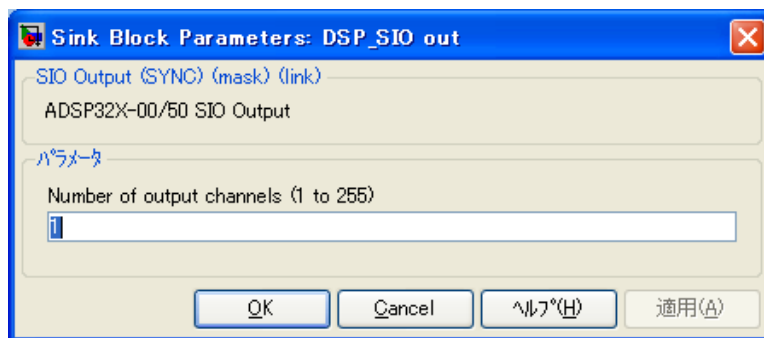 Sink Block Parameters: DSP_SIO out
SIO Output (SYNC) (mask) (link)
ADSP32X-00/50 SIO Output
パラメータ
Number of output channels (1 to 255)
1
OK Cancel ヘルプ(H) 適用(A)